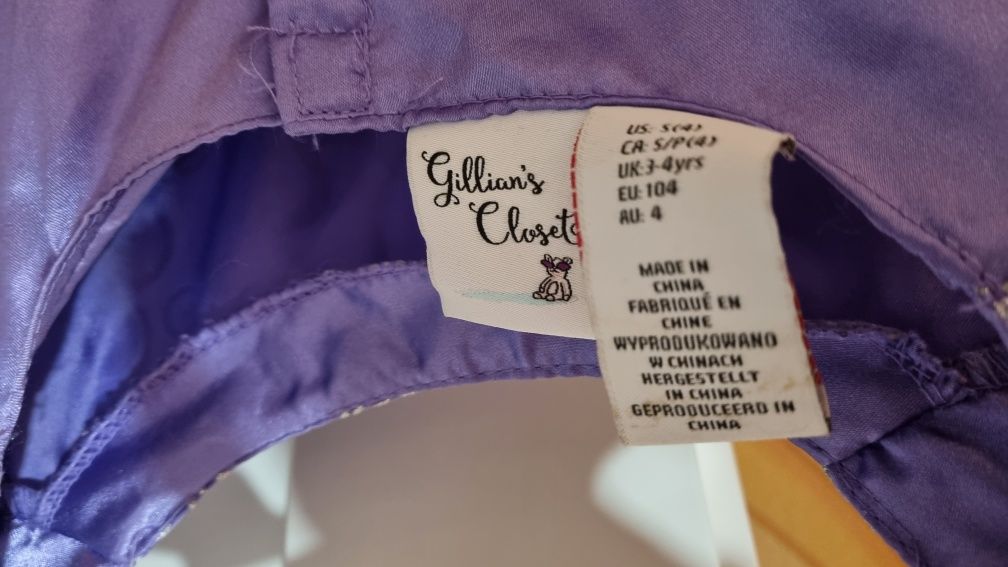 Gillian's
Closet
US: S(4)
CA: S/P(4)
UK:3-4yrs
EU: 104
AU: 4
MADE IN
CHINA
FABRIQUÉ EN
CHINE
WYPRODUKOWANO
W CHINACH
HERGESTELLT
IN CHINA
GEPRODUCEERD IN
CHINA